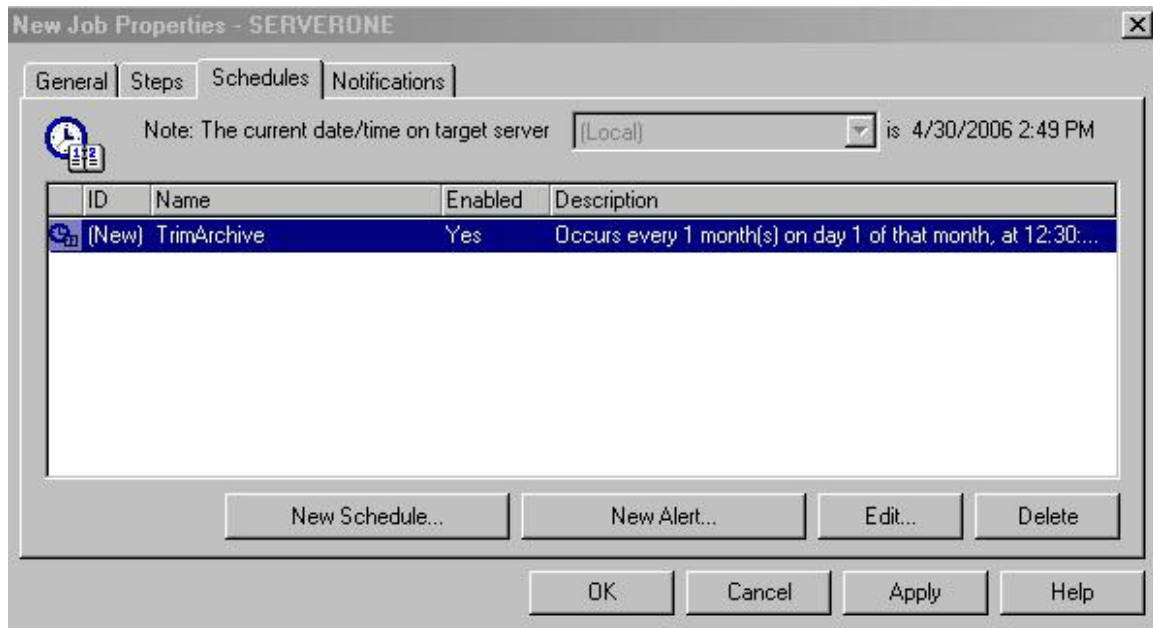 New Job Properties - SERVERONE
General Steps Schedules Notifications
Note: The current date/time on target server (Local) is 4/30/2006 2:49 PM
ID Name Enabled Description
(New) TrimArchive Yes Occurs every 1 month(s) on day 1 of that month, at 12:30:...
New Schedule... New Alert... Edit... Delete
OK Cancel Apply Help